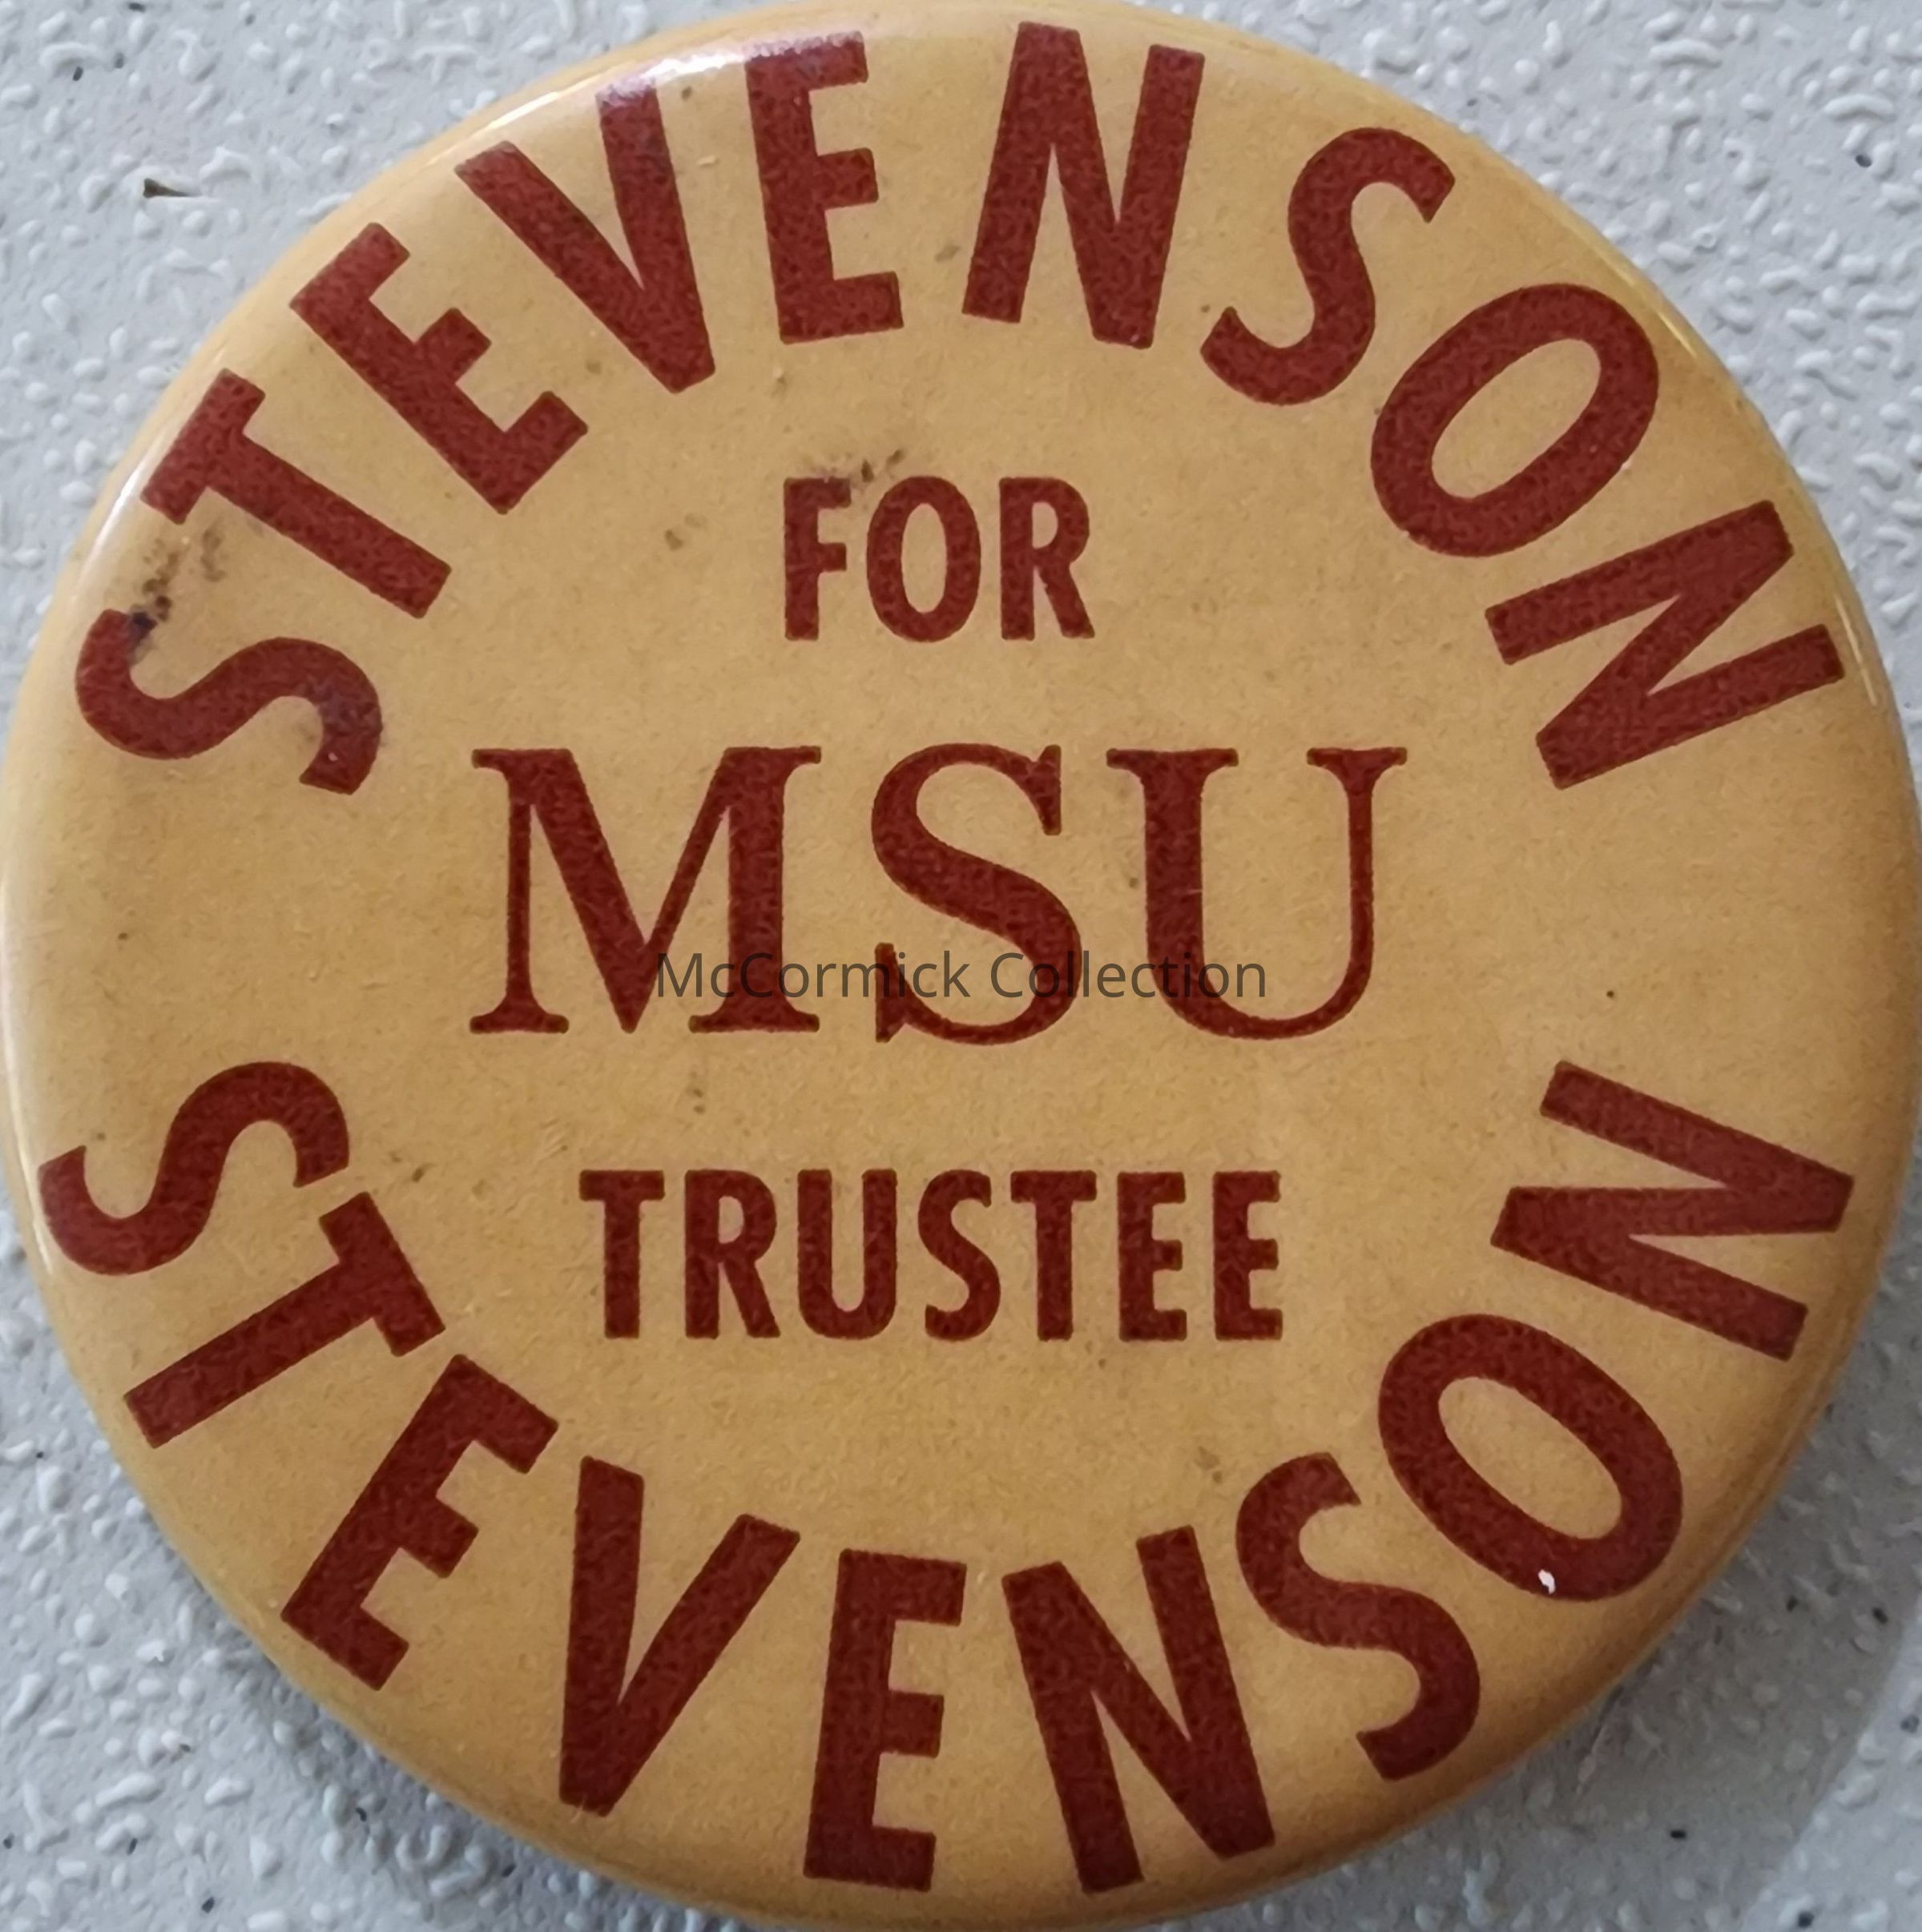 STEVENSON
FOR
MSU
McCormick Collection
TRUSTEE
STEVENSON